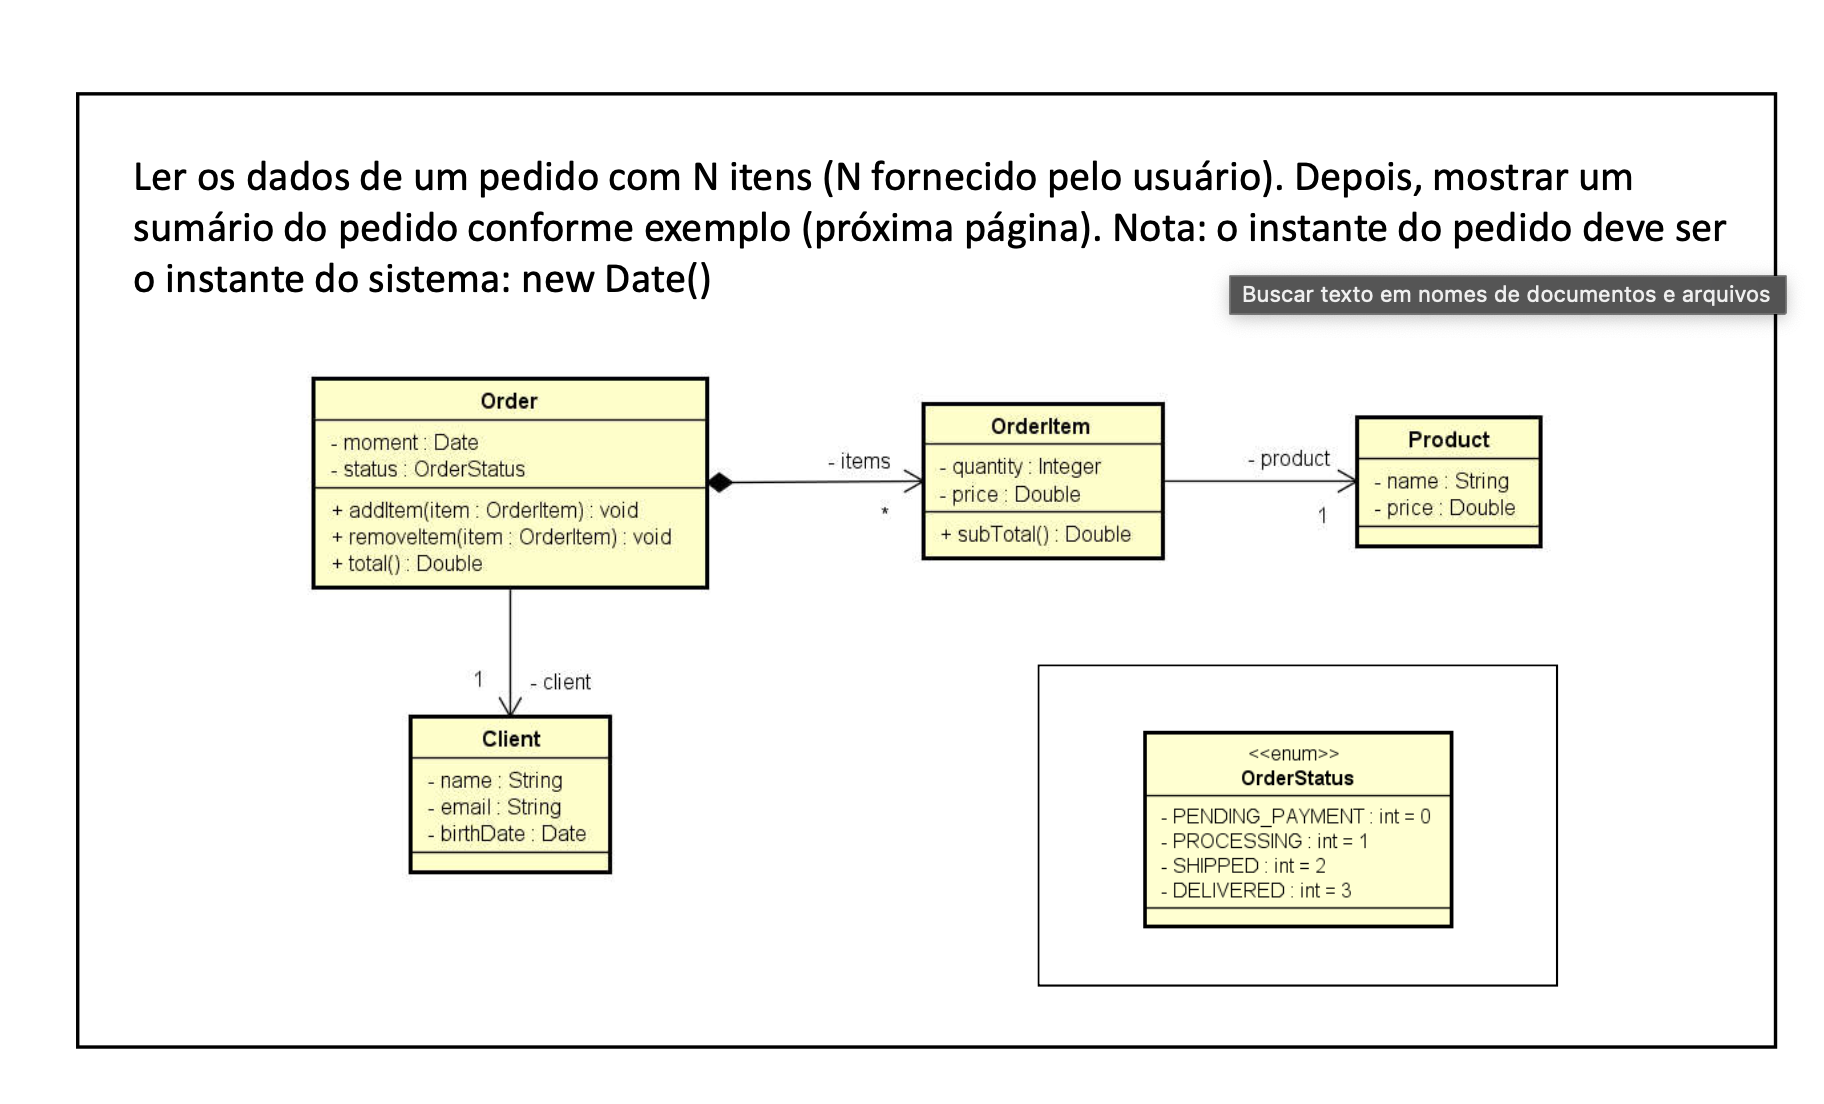 Ler os dados de um pedido com N itens (N fornecido pelo usuário). Depois, mostrar um
sumário do pedido conforme exemplo (próxima página). Nota: o instante do pedido deve ser
o instante do sistema: new Date()
Buscar texto em nomes de documentos e arquivos
Order
- moment : Date
- status : OrderStatus
+ addItem(item : OrderItem) : void
+ removeItem(item : OrderItem) : void
+ total() : Double
- items
*
OrderItem
- quantity : Integer
- price : Double
+ subTotal() : Double
- product
1
Product
- name : String
- price : Double
1
- client
Client
- name : String
- email : String
- birthDate : Date
<<enum>>
OrderStatus
- PENDING_PAYMENT : int = 0
- PROCESSING : int = 1
- SHIPPED : int = 2
- DELIVERED : int = 3